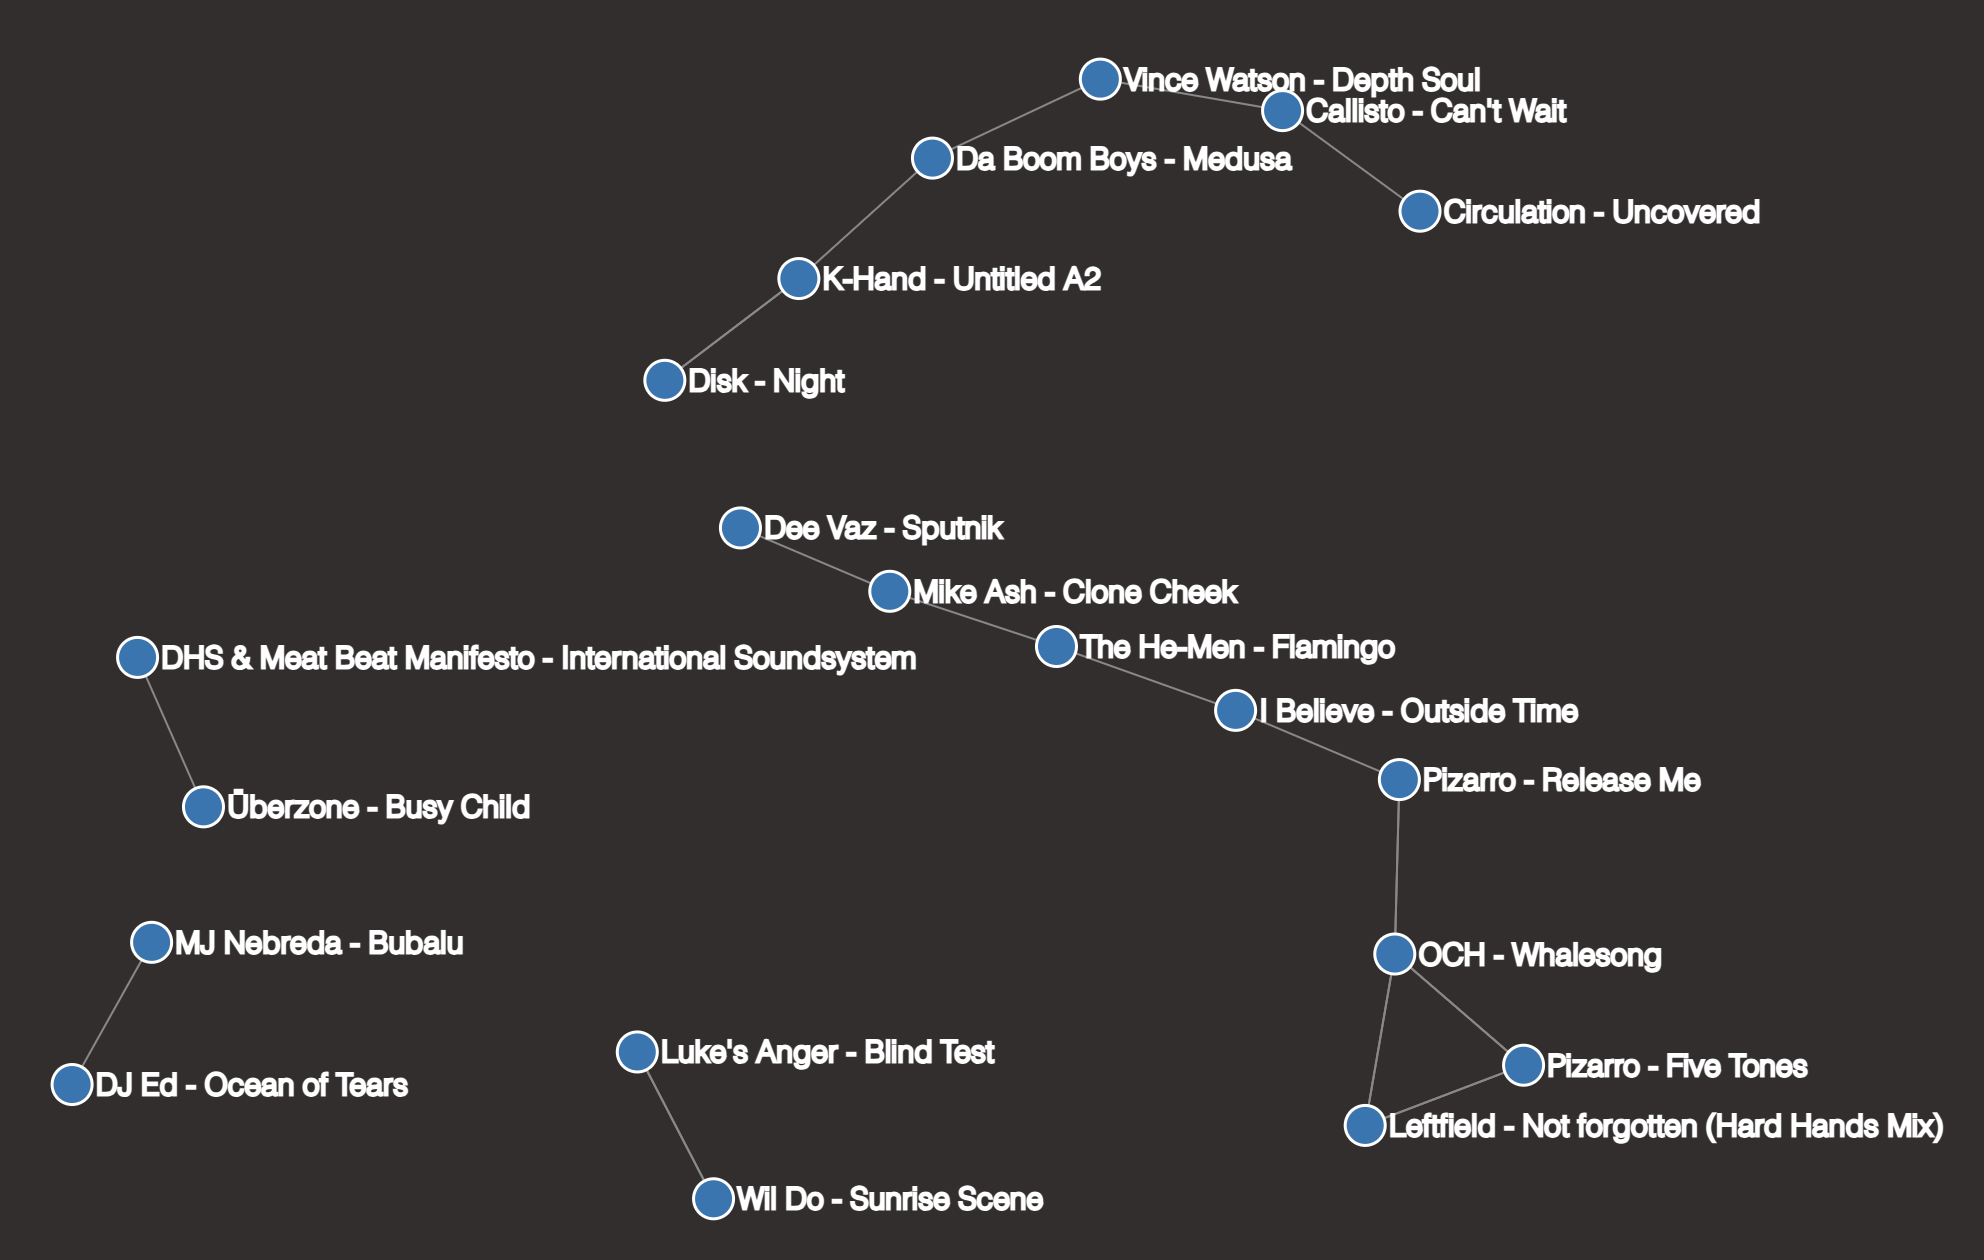 Vince Watson - Depth Soul
Callisto - Can't Wait
Da Boom Boys - Medusa
Circulation - Uncovered
K-Hand - Untitled A2
Disk - Night
Dee Vaz - Sputnik
Mike Ash - Clone Cheek
The He-Men - Flamingo
DHS & Meat Beat Manifesto - International Soundsystem
I Believe - Outside Time
Pizarro - Release Me
Überzone - Busy Child
MJ Nebreda - Bubalu
OCH - Whalesong
Luke's Anger - Blind Test
Pizarro - Five Tones
DJ Ed - Ocean of Tears
Leftfield - Not forgotten (Hard Hands Mix)
Wil Do - Sunrise Scene